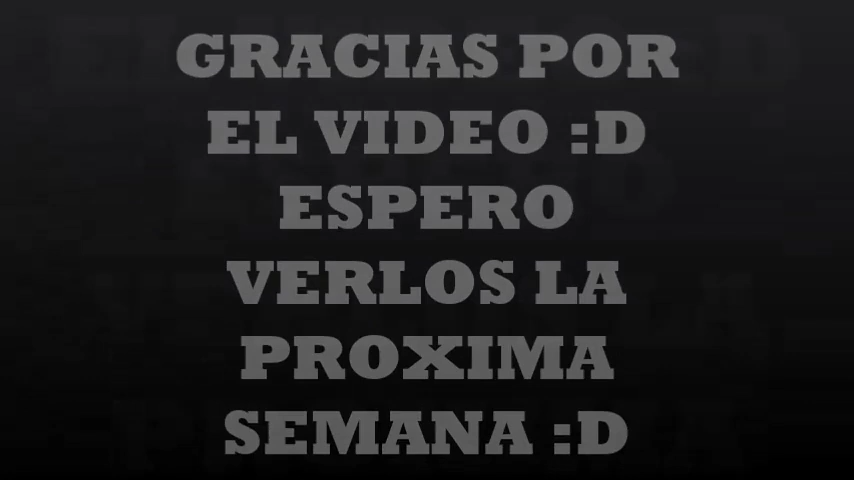 GRACIAS POR
EL VIDEO :D
ESPERO
VERLOS LA
PROXIMA
SEMANA :D